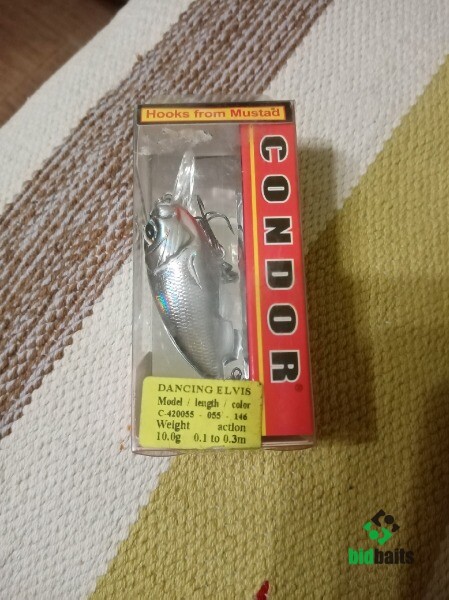 Hooks from Mustad
CONDOR
DANCING ELVIS
Model / length / color
C-420055 - 055 - 146
Weight action
10.0g 0.1 to 0.3m
bidbaits